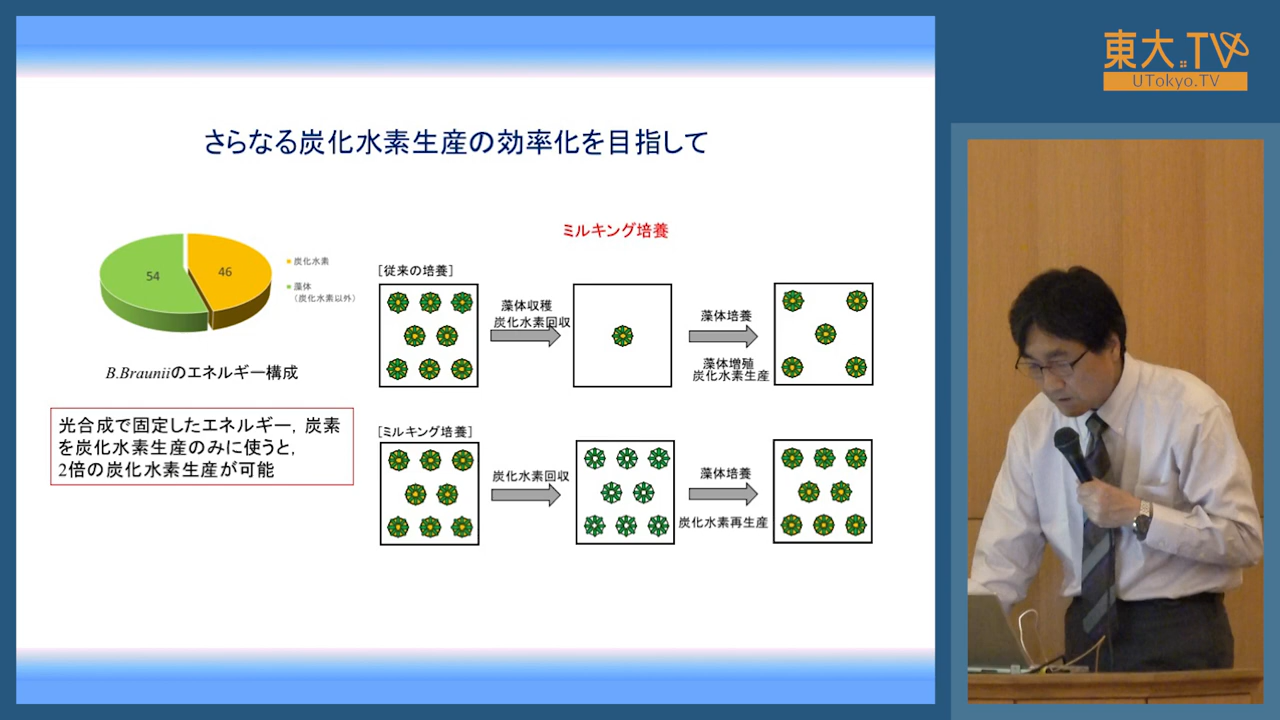 東大.TV
UTokyo.TV
さらなる炭化水素生産の効率化を目指して
ミルキング培養
54
46
炭化水素
藻体
（炭化水素以外）
B.Brauniiのエネルギー構成
光合成で固定したエネルギー，炭素
を炭化水素生産のみに使うと，
2倍の炭化水素生産が可能
［従来の培養］
藻体収穫
炭化水素回収
藻体培養
藻体増殖
炭化水素生産
［ミルキング培養］
炭化水素回収
藻体培養
炭化水素再生産